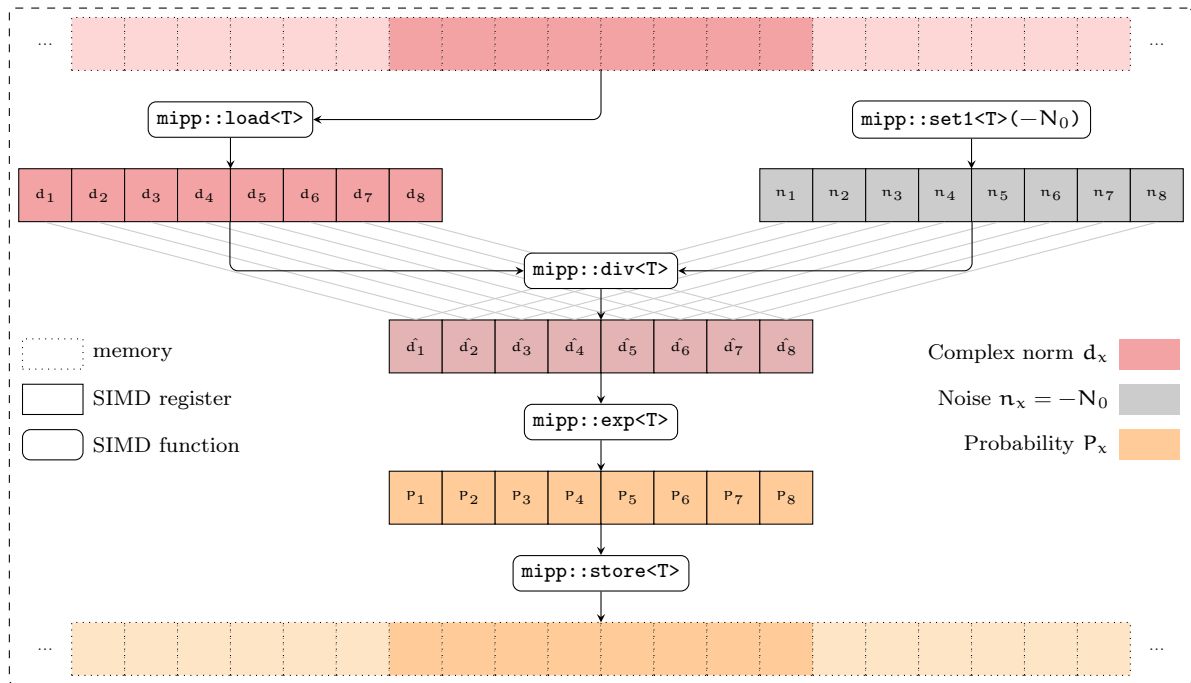 ... ...
mipp::load<T> mipp::set1<T>(−N₀)
d₁ d₂ d₃ d₄ d₅ d₆ d₇ d₈ n₁ n₂ n₃ n₄ n₅ n₆ n₇ n₈
mipp::div<T>
d̂₁ d̂₂ d̂₃ d̂₄ d̂₅ d̂₆ d̂₇ d̂₈
memory
SIMD register
SIMD function
Complex norm dₓ
Noise nₓ = −N₀
Probability Pₓ
mipp::exp<T>
P₁ P₂ P₃ P₄ P₅ P₆ P₇ P₈
mipp::store<T>
... ...